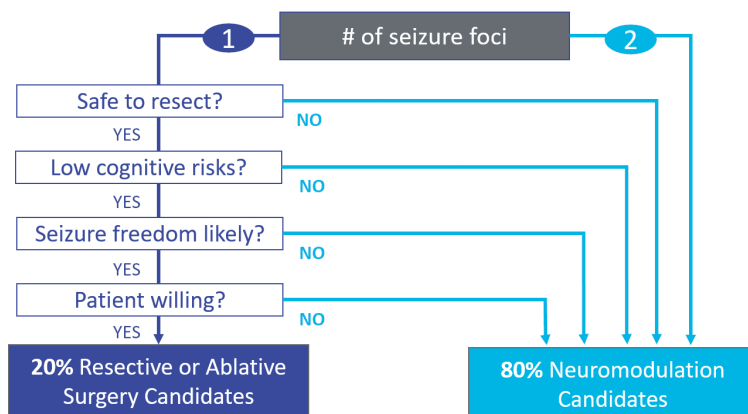 1
# of seizure foci
2
Safe to resect?
NO
YES
Low cognitive risks?
NO
YES
Seizure freedom likely?
NO
YES
Patient willing?
NO
YES
20% Resective or Ablative
Surgery Candidates
80% Neuromodulation
Candidates